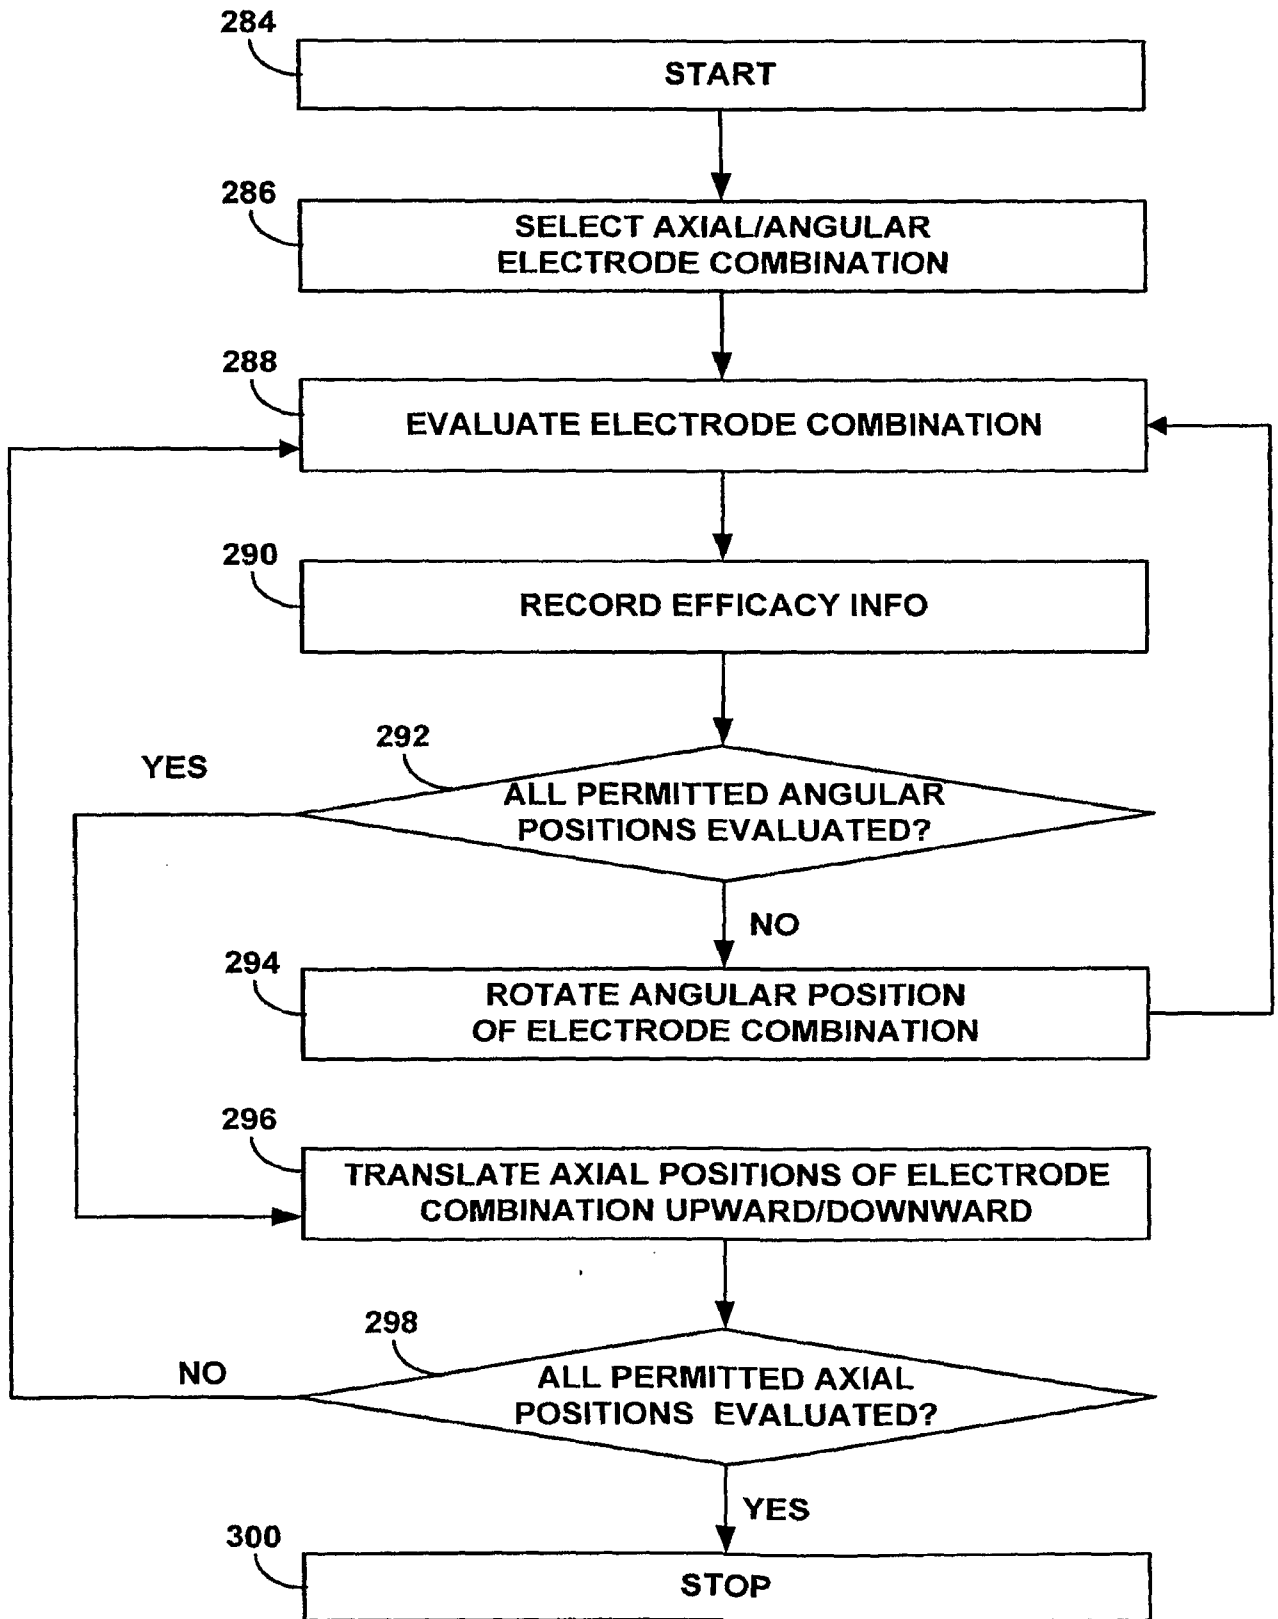 284
START
286
SELECT AXIAL/ANGULAR
ELECTRODE COMBINATION
288
EVALUATE ELECTRODE COMBINATION
290
RECORD EFFICACY INFO
292
YES
ALL PERMITTED ANGULAR
POSITIONS EVALUATED?
NO
294
ROTATE ANGULAR POSITION
OF ELECTRODE COMBINATION
296
TRANSLATE AXIAL POSITIONS OF ELECTRODE
COMBINATION UPWARD/DOWNWARD
298
NO
ALL PERMITTED AXIAL
POSITIONS EVALUATED?
YES
300
STOP